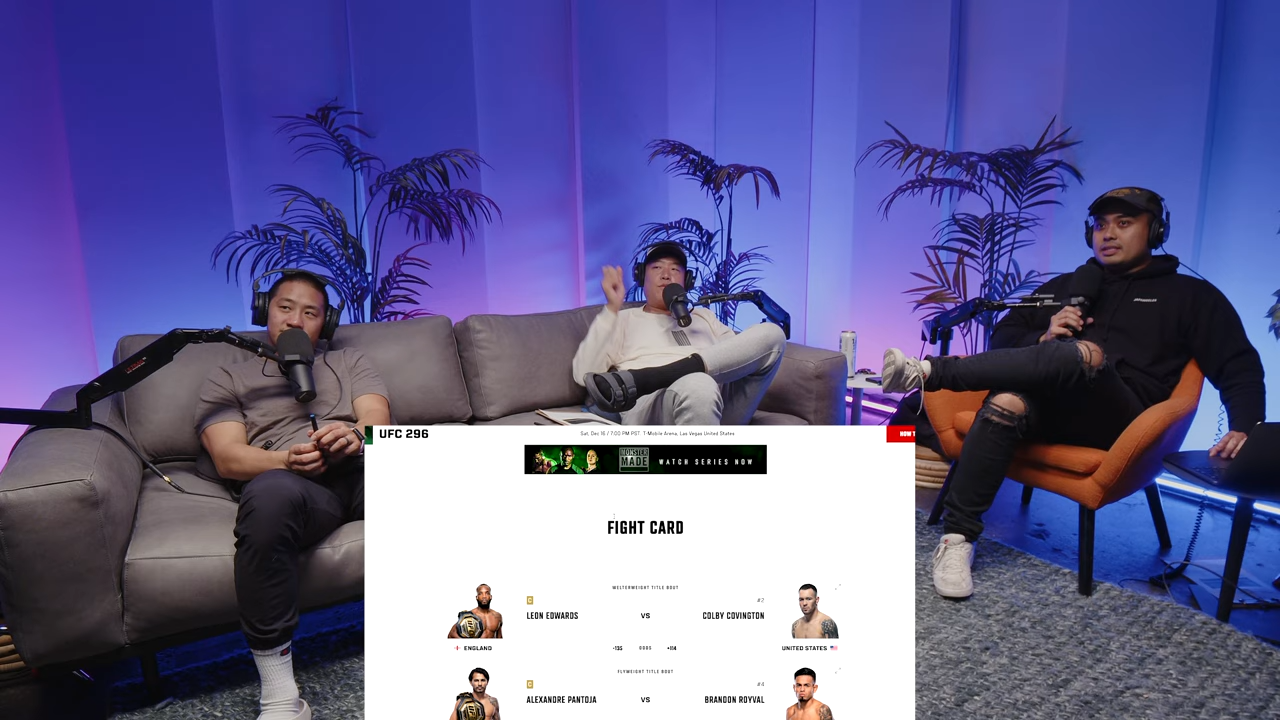 UFC 296
Sat, Dec 16 / 7:00 PM PST. T-Mobile Arena, Las Vegas United States
HOW T
MONSTER
MADE
WATCH SERIES NOW
FIGHT CARD
WELTERWEIGHT TITLE BOUT
C
#2
LEON EDWARDS
VS
COLBY COVINGTON
ENGLAND
-135
ODDS
+114
UNITED STATES
FLYWEIGHT TITLE BOUT
C
#4
ALEXANDRE PANTOJA
VS
BRANDON ROYVAL